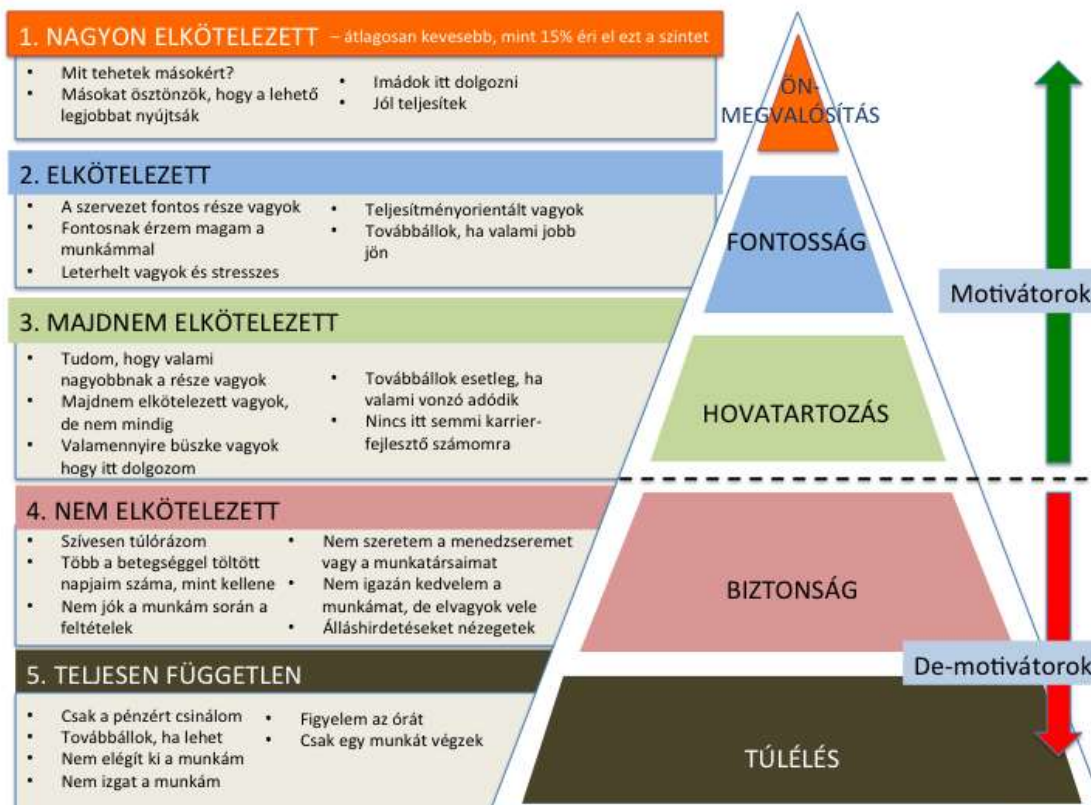 1. NAGYON ELKÖTELEZETT – átlagosan kevesebb, mint 15% éri el ezt a szintet
• Mit tehetek másokért?
• Másokat ösztönzök, hogy a lehető
legjobbat nyújtsák
• Imádok itt dolgozni
• Jól teljesítek
ÖN-
MEGVALÓSÍTÁS
2. ELKÖTELEZETT
• A szervezet fontos része vagyok
• Fontosnak érzem magam a
munkámmal
• Leterhelt vagyok és stresszes
• Teljesítményorientált vagyok
• Továbbállok, ha valami jobb
jön
FONTOSSÁG
Motivátorok
3. MAJDNEM ELKÖTELEZETT
• Tudom, hogy valami
nagyobbnak a része vagyok
• Majdnem elkötelezett vagyok,
de nem mindig
• Valamennyire büszke vagyok
hogy itt dolgozom
• Továbbállok esetleg, ha
valami vonzó adódik
• Nincs itt semmi karrier-
fejlesztő számomra
HOVATARTOZÁS
4. NEM ELKÖTELEZETT
• Szívesen túlórázom
• Több a betegséggel töltött
napjaim száma, mint kellene
• Nem jók a munkám során a
feltételek
• Nem szeretem a menedzseremet
vagy a munkatársaimat
• Nem igazán kedvelem a
munkámat, de elvagyok vele
• Álláshirdetéseket nézegetek
BIZTONSÁG
De-motivátorok
5. TELJESEN FÜGGETLEN
• Csak a pénzért csinálom
• Továbbállok, ha lehet
• Nem elégít ki a munkám
• Nem izgat a munkám
• Figyelem az órát
• Csak egy munkát végzek
TÚLÉLÉS